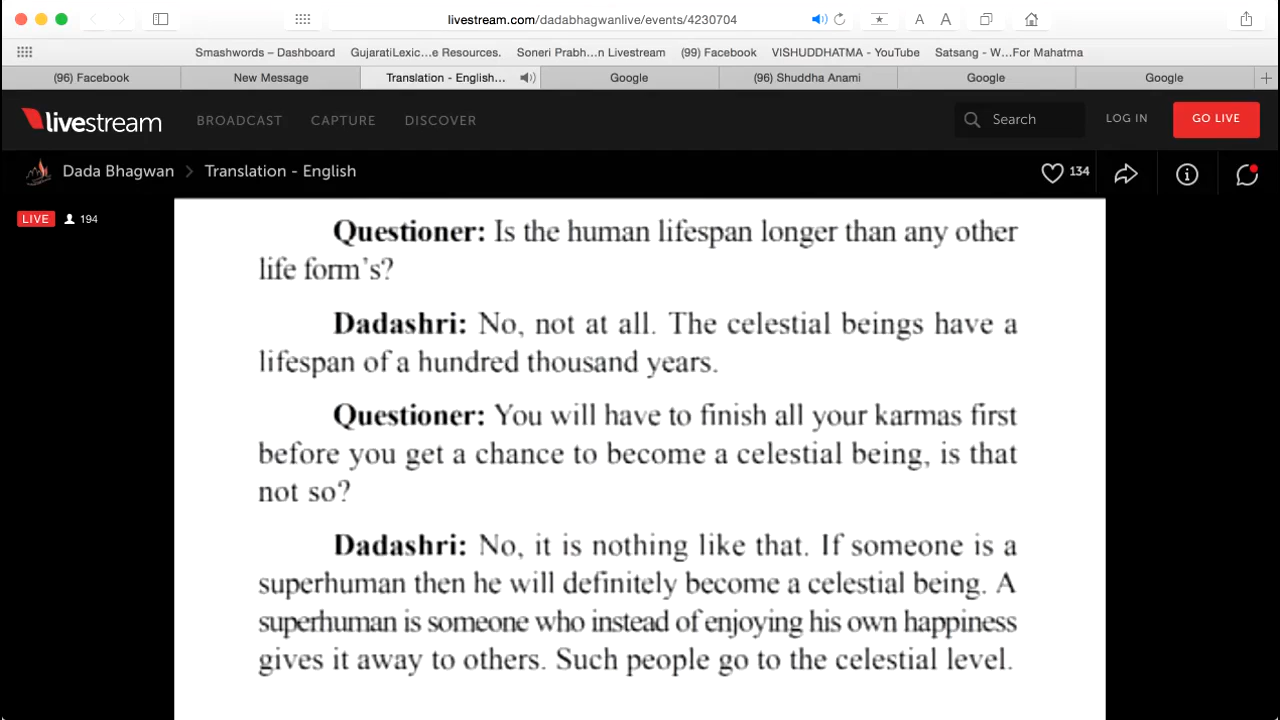 livestream.com/dadabhagwanlive/events/4230704
A A
Smashwords – Dashboard GujaratiLexic...e Resources. Soneri Prabh...n Livestream (99) Facebook VISHUDDHATMA - YouTube Satsang - W...For Mahatma
(96) Facebook New Message Translation - English... Google (96) Shuddha Anami Google Google
livestream BROADCAST CAPTURE DISCOVER Search LOG IN GO LIVE
Dada Bhagwan > Translation - English 134
LIVE 194
Questioner: Is the human lifespan longer than any other
life form's?
Dadashri: No, not at all. The celestial beings have a
lifespan of a hundred thousand years.
Questioner: You will have to finish all your karmas first
before you get a chance to become a celestial being, is that
not so?
Dadashri: No, it is nothing like that. If someone is a
superhuman then he will definitely become a celestial being. A
superhuman is someone who instead of enjoying his own happiness
gives it away to others. Such people go to the celestial level.